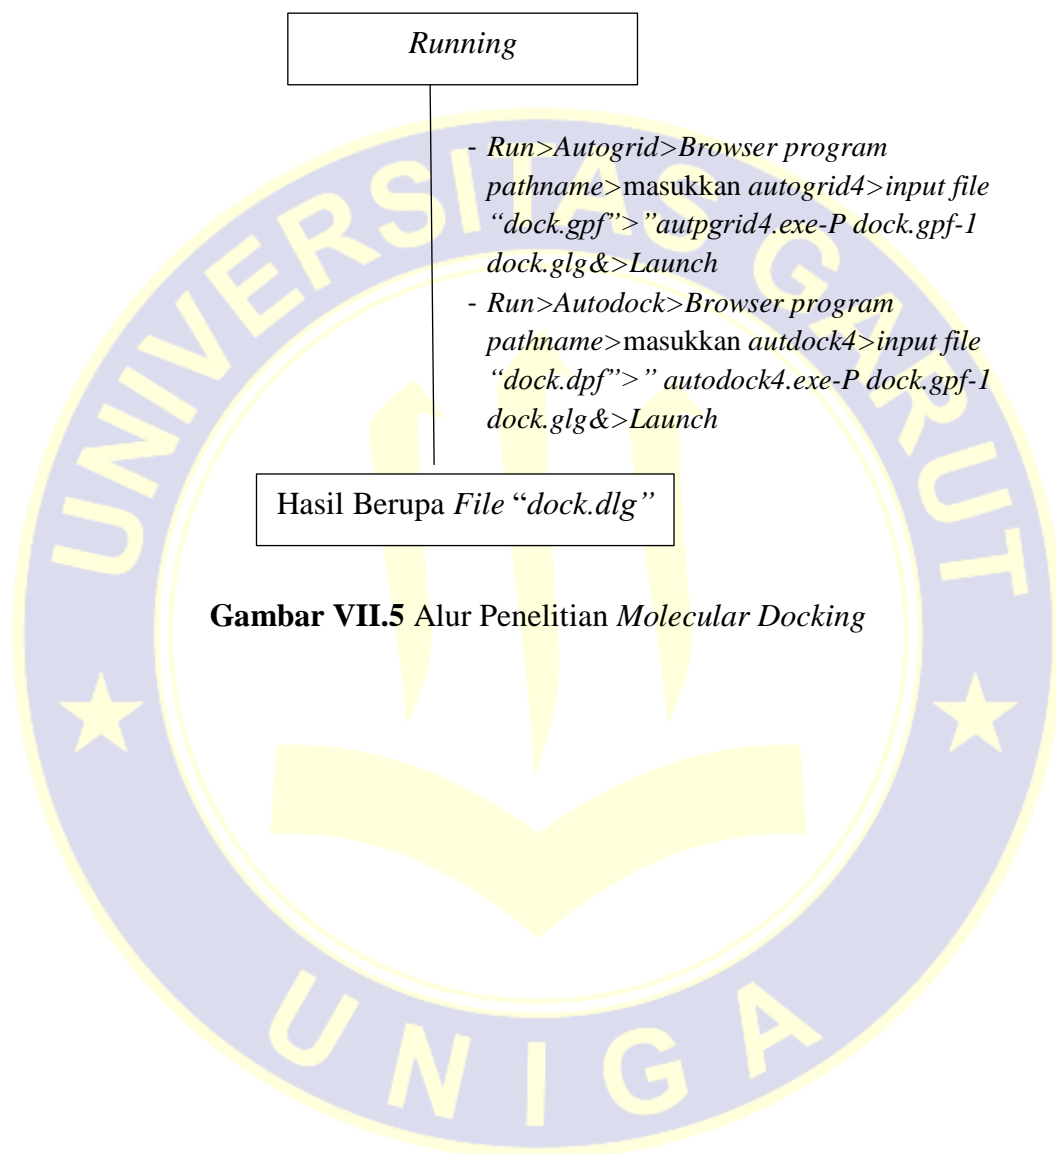 Running
- Run>Autogrid>Browser program
pathname>masukkan autogrid4>input file
“dock.gpf”>”autpgrid4.exe-P dock.gpf-1
dock.glg&>Launch
- Run>Autodock>Browser program
pathname>masukkan autdock4>input file
“dock.dpf”>” autodock4.exe-P dock.gpf-1
dock.glg&>Launch
Hasil Berupa File “dock.dlg”
Gambar VII.5 Alur Penelitian Molecular Docking
UNIVERSITAS GARUT
UNIGA